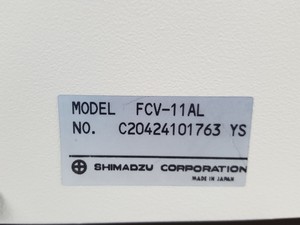 MODEL FCV-11AL
NO. C20424101763 YS
SHIMADZU CORPORATION
MADE IN JAPAN